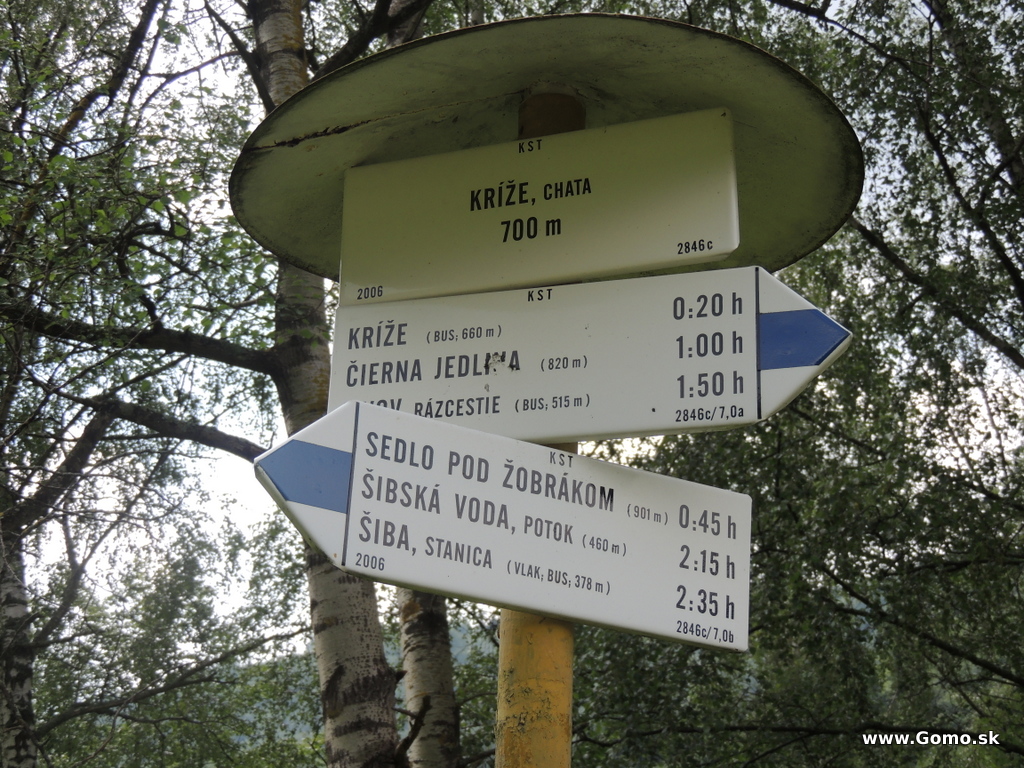 KST
KRÍŽE, CHATA
700 m
2006 2846c
KST
KRÍŽE (BUS; 660 m) 0:20 h
ČIERNA JEDLINA (820 m) 1:00 h
RÁZCESTIE (BUS; 515 m) 1:50 h
2846c/7,0a
KST
SEDLO POD ŽOBRÁKOM (901 m) 0:45 h
ŠIBSKÁ VODA, POTOK (460 m) 2:15 h
ŠIBA, STANICA (VLAK; BUS; 378 m) 2:35 h
2006 2846c/7,0b
www.Gomo.sk